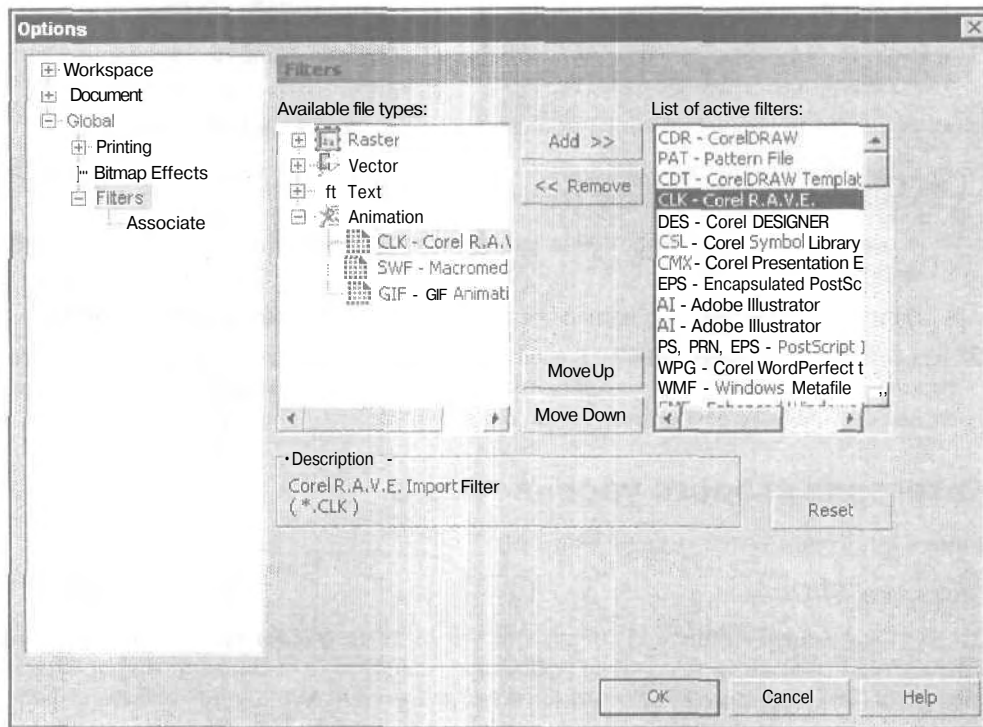 Options
Workspace
Document
Global
Printing
Bitmap Effects
Filters
Associate
Filters
Available file types:
Raster
Vector
ft Text
Animation
CLK - Corel R.A.V
SWF - Macromed
GIF - GIF Animati
Add >>
<< Remove
Move Up
Move Down
List of active filters:
CDR - CorelDRAW
PAT - Pattern File
CDT - CorelDRAW Templat
CLK - Corel R.A.V.E.
DES - Corel DESIGNER
CSL - Corel Symbol Library
CMX - Corel Presentation E
EPS - Encapsulated PostSc
AI - Adobe Illustrator
AI - Adobe Illustrator
PS, PRN, EPS - PostScript I
WPG - Corel WordPerfect t
WMF - Windows Metafile
Description
Corel R.A.V.E. Import Filter
( *.CLK )
Reset
OK
Cancel
Help